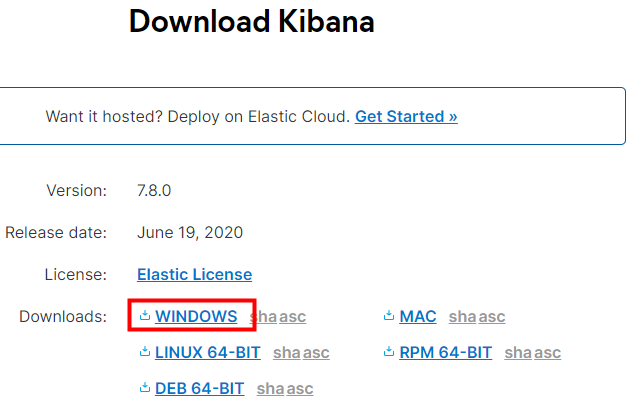 Download Kibana
Want it hosted? Deploy on Elastic Cloud. Get Started »
Version: 7.8.0
Release date: June 19, 2020
License: Elastic License
Downloads: WINDOWS sha asc MAC sha asc
LINUX 64-BIT sha asc RPM 64-BIT sha asc
DEB 64-BIT sha asc